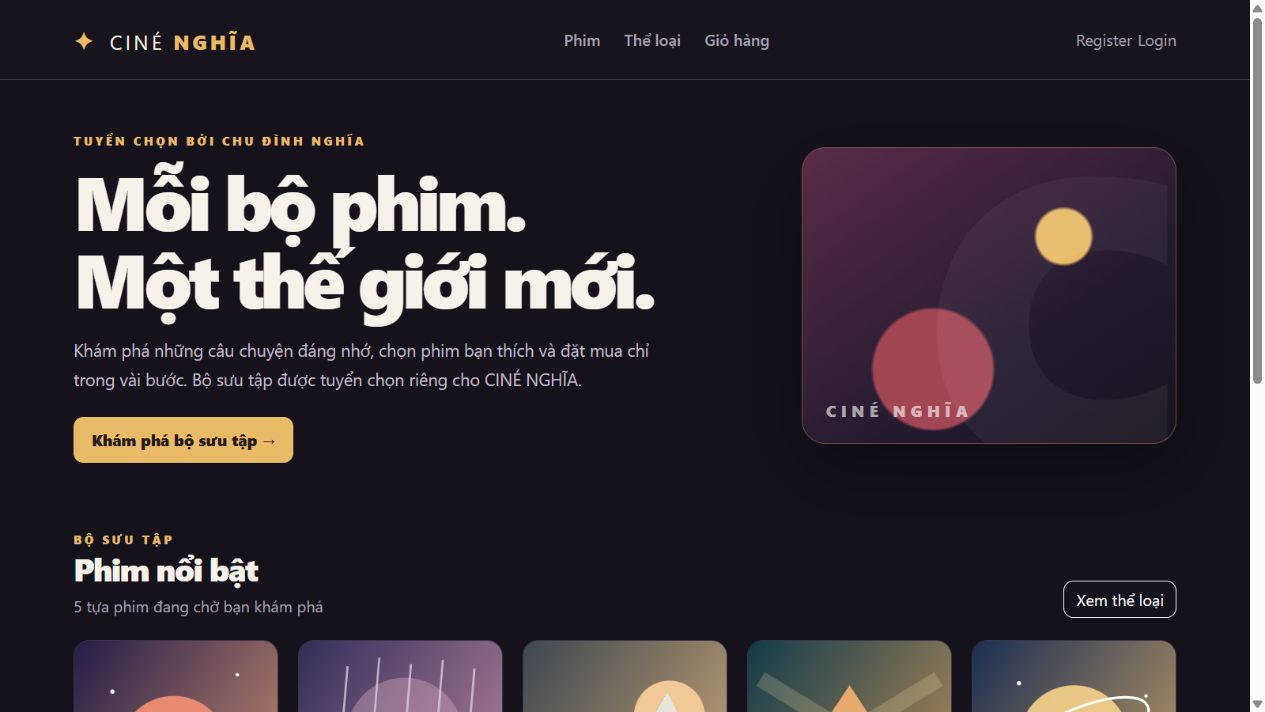 ✦ CINÉ NGHĨA
Phim Thể loại Giỏ hàng
Register Login
TUYỂN CHỌN BỞI CHU ĐÌNH NGHĨA
Mỗi bộ phim.
Một thế giới mới.
Khám phá những câu chuyện đáng nhớ, chọn phim bạn thích và đặt mua chỉ
trong vài bước. Bộ sưu tập được tuyển chọn riêng cho CINÉ NGHĨA.
Khám phá bộ sưu tập →
CINÉ NGHĨA
BỘ SƯU TẬP
Phim nổi bật
5 tựa phim đang chờ bạn khám phá
Xem thể loại